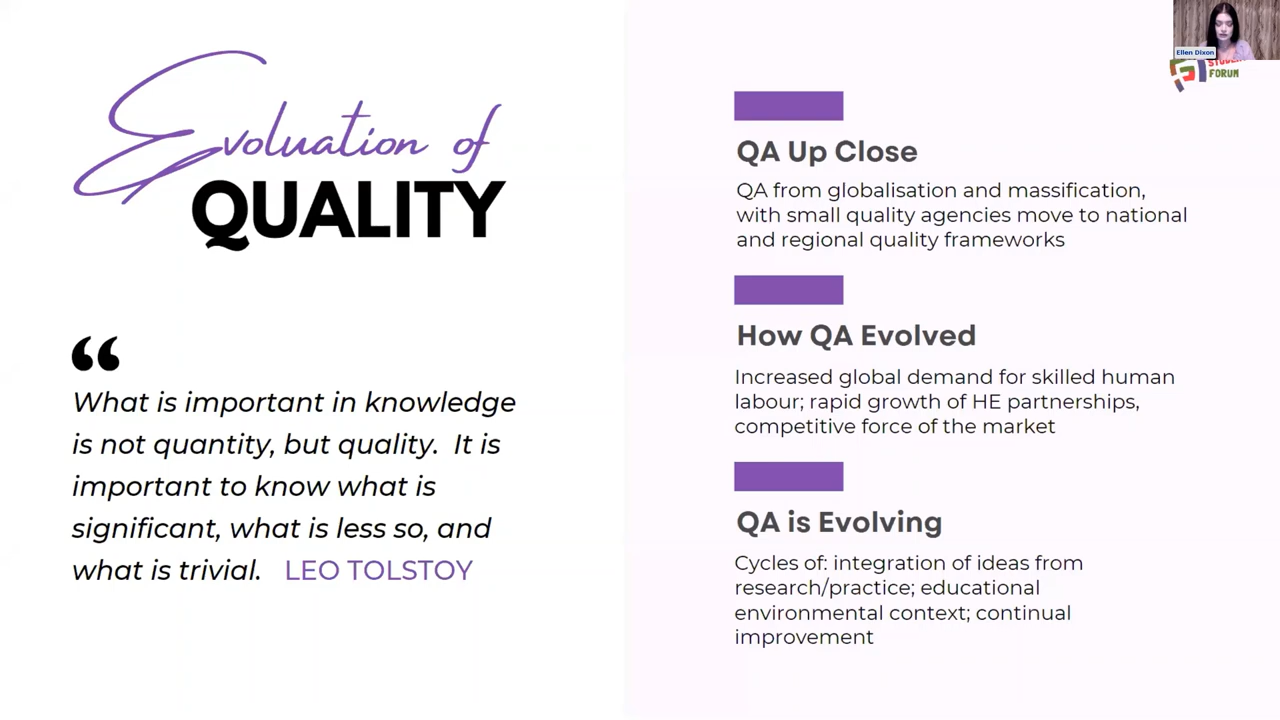 Evoluation of
QUALITY
“
What is important in knowledge
is not quantity, but quality.  It is
important to know what is
significant, what is less so, and
what is trivial.   LEO TOLSTOY
QA Up Close
QA from globalisation and massification,
with small quality agencies move to national
and regional quality frameworks
How QA Evolved
Increased global demand for skilled human
labour; rapid growth of HE partnerships,
competitive force of the market
QA is Evolving
Cycles of: integration of ideas from
research/practice; educational
environmental context; continual
improvement
Ellen Dixon
FORUM